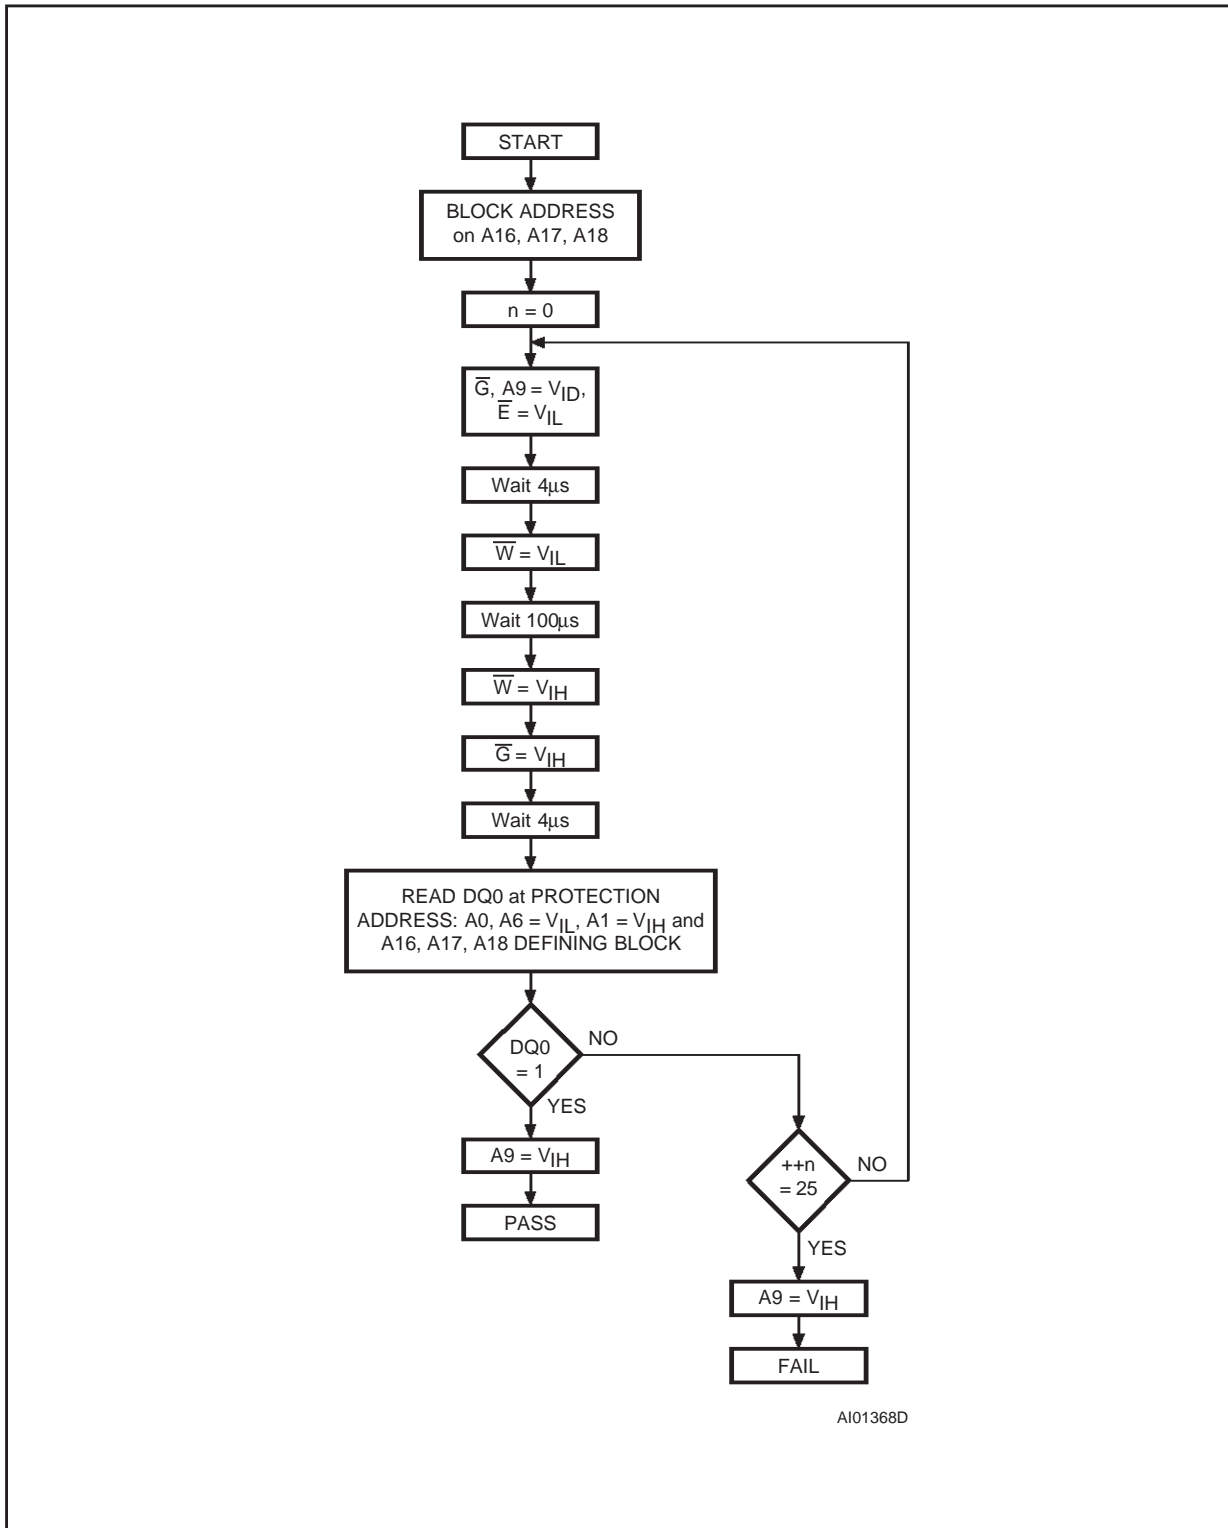 START
BLOCK ADDRESS
on A16, A17, A18
n = 0
G̅, A9 = VID,
E̅ = VIL
Wait 4μs
W̅ = VIL
Wait 100μs
W̅ = VIH
G̅ = VIH
Wait 4μs
READ DQ0 at PROTECTION
ADDRESS: A0, A6 = VIL, A1 = VIH and
A16, A17, A18 DEFINING BLOCK
DQ0
= 1
NO
YES
A9 = VIH
PASS
++n
= 25
NO
YES
A9 = VIH
FAIL
AI01368D